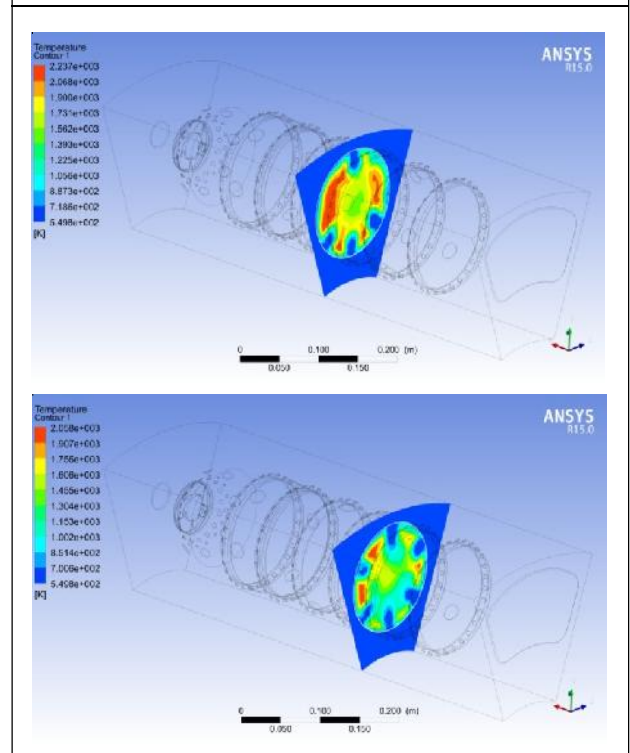 Temperature
Contour 1
2.237e+003
2.068e+003
1.900e+003
1.731e+003
1.562e+003
1.393e+003
1.225e+003
1.056e+003
8.873e+002
7.186e+002
5.498e+002
[K]
ANSYS
R15.0
0 0.100 0.200 (m)
0.050 0.150
Temperature
Contour 1
2.058e+003
1.907e+003
1.756e+003
1.606e+003
1.455e+003
1.304e+003
1.153e+003
1.002e+003
8.514e+002
7.006e+002
5.498e+002
[K]
ANSYS
R15.0
0 0.100 0.200 (m)
0.050 0.150